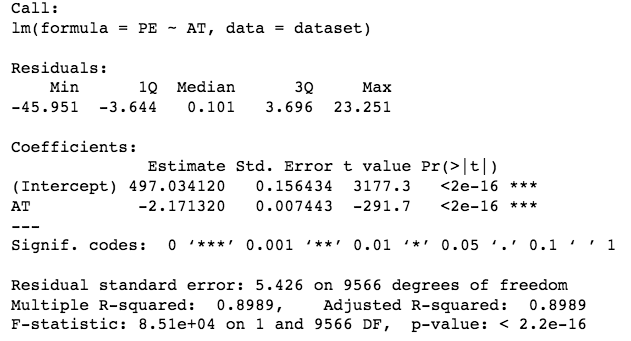 Call:
lm(formula = PE ~ AT, data = dataset)
Residuals:
Min 1Q Median 3Q Max
-45.951 -3.644 0.101 3.696 23.251
Coefficients:
Estimate Std. Error t value Pr(>|t|)
(Intercept) 497.034120 0.156434 3177.3 <2e-16 ***
AT -2.171320 0.007443 -291.7 <2e-16 ***
---
Signif. codes: 0 ‘***’ 0.001 ‘**’ 0.01 ‘*’ 0.05 ‘.’ 0.1 ‘ ’ 1
Residual standard error: 5.426 on 9566 degrees of freedom
Multiple R-squared: 0.8989, Adjusted R-squared: 0.8989
F-statistic: 8.51e+04 on 1 and 9566 DF, p-value: < 2.2e-16